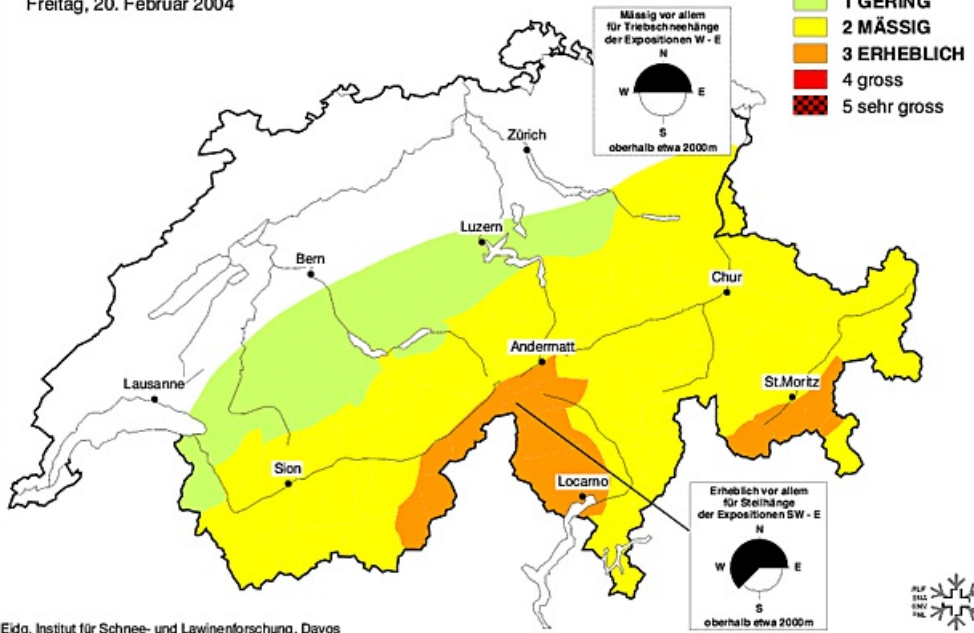 Freitag, 20. Februar 2004
1 GERING
2 MÄSSIG
3 ERHEBLICH
4 gross
5 sehr gross
Mässig vor allem
für Triebschneehänge
der Expositionen W - E
N
W E
S
oberhalb etwa 2000m
Zürich
Luzern
Bern
Chur
Andermatt
St.Moritz
Lausanne
Sion
Locarno
Erheblich vor allem
für Steilhänge
der Expositionen SW - E
N
W E
S
oberhalb etwa 2000m
Eidg. Institut für Schnee- und Lawinenforschung, Davos